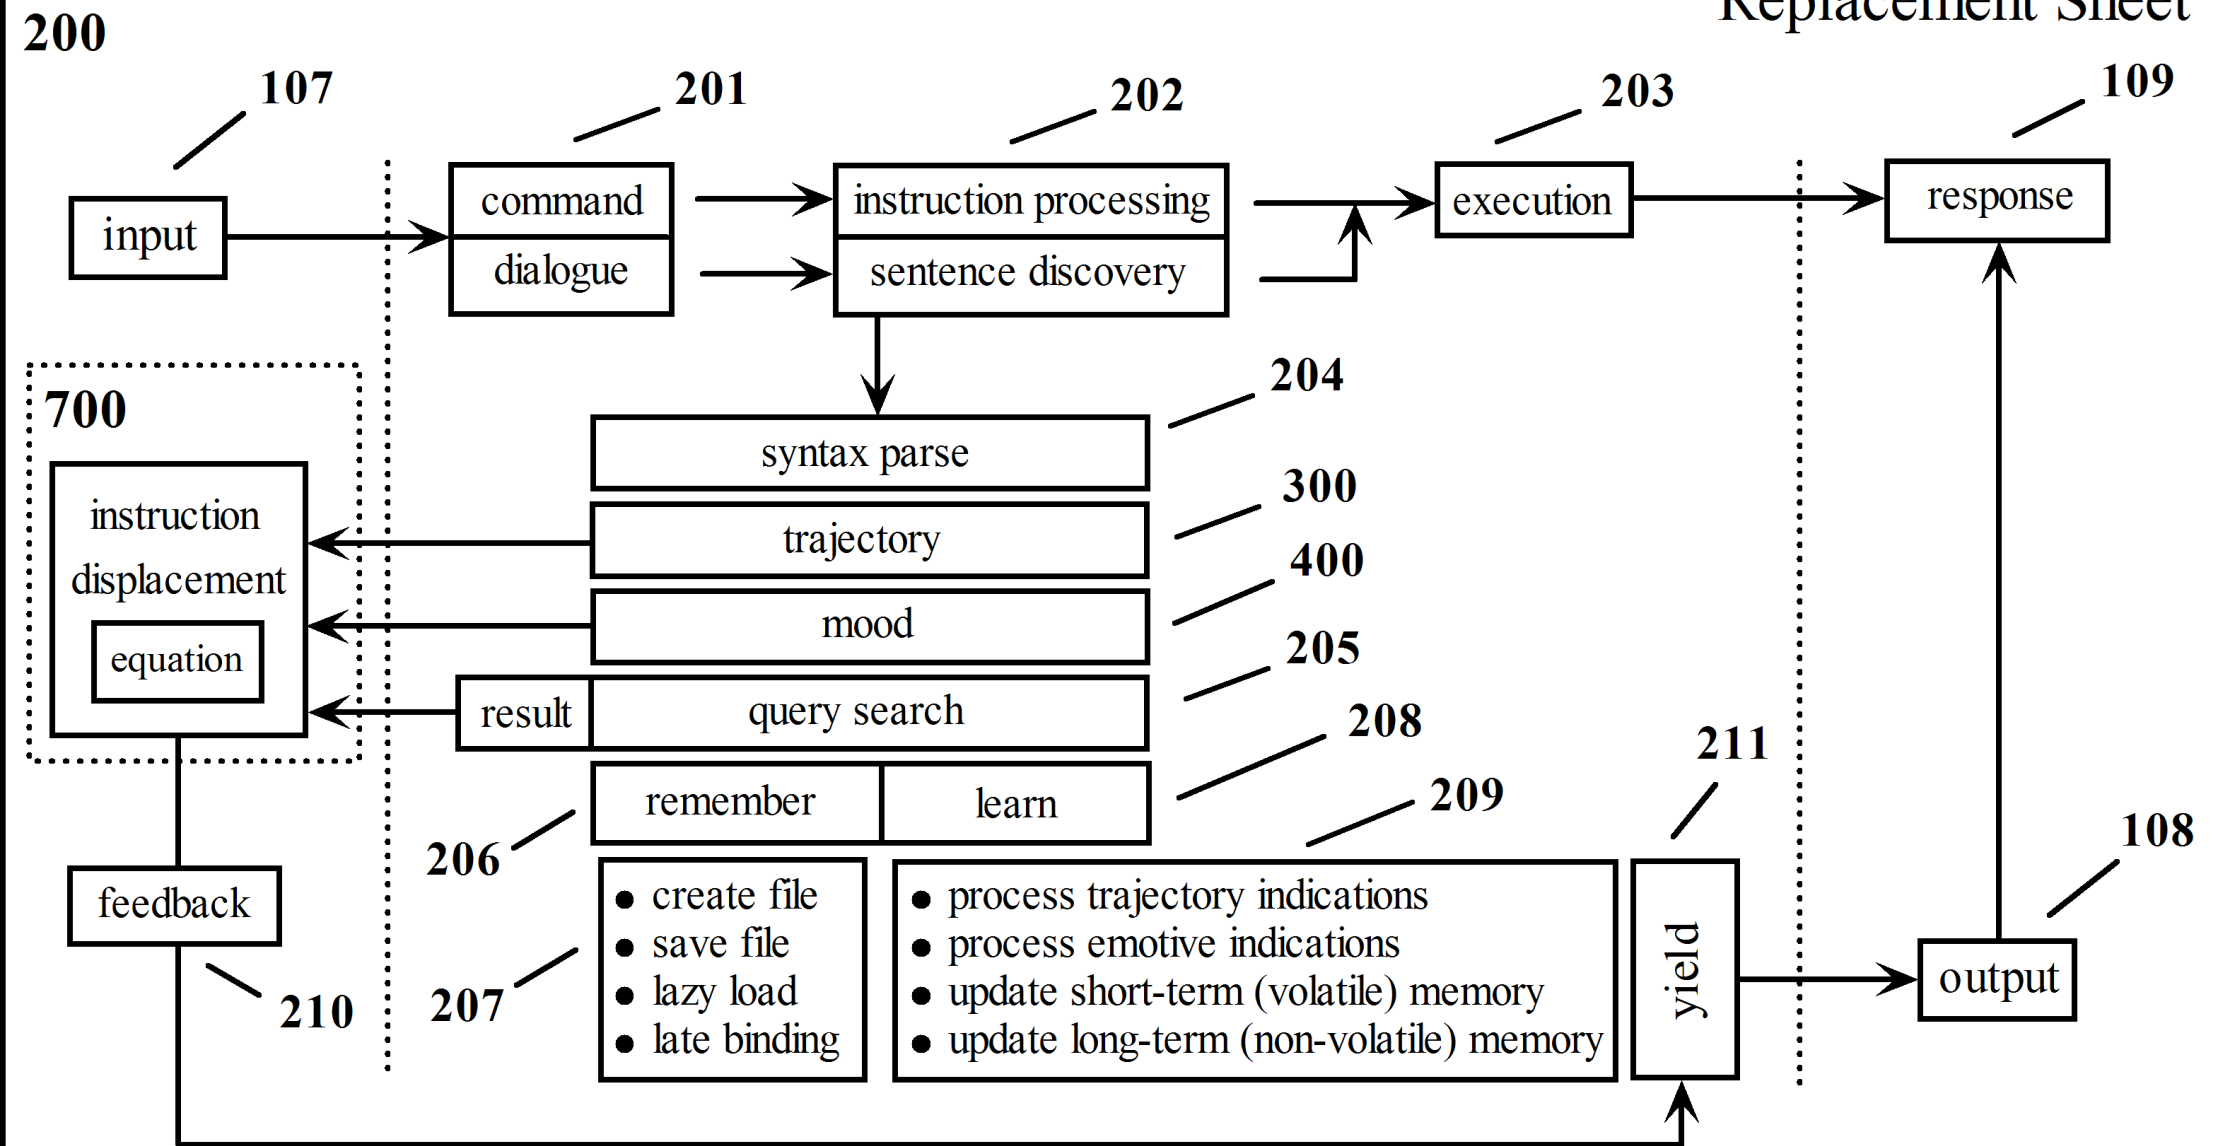 Replacement Sheet
200
107
201
202
203
109
input
command
dialogue
instruction processing
sentence discovery
execution
response
204
syntax parse
700
instruction
displacement
equation
300
trajectory
400
mood
205
result
query search
208
remember
learn
206
209
211
108
feedback
210
207
● create file
● save file
● lazy load
● late binding
● process trajectory indications
● process emotive indications
● update short-term (volatile) memory
● update long-term (non-volatile) memory
yield
output